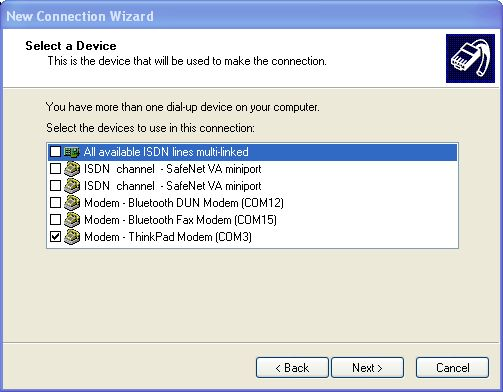 New Connection Wizard
Select a Device
This is the device that will be used to make the connection.
You have more than one dial-up device on your computer.
Select the devices to use in this connection:
All available ISDN lines multi-linked
ISDN channel - SafeNet VA miniport
ISDN channel - SafeNet VA miniport
Modem - Bluetooth DUN Modem (COM12)
Modem - Bluetooth Fax Modem (COM15)
Modem - ThinkPad Modem (COM3)
< Back
Next >
Cancel